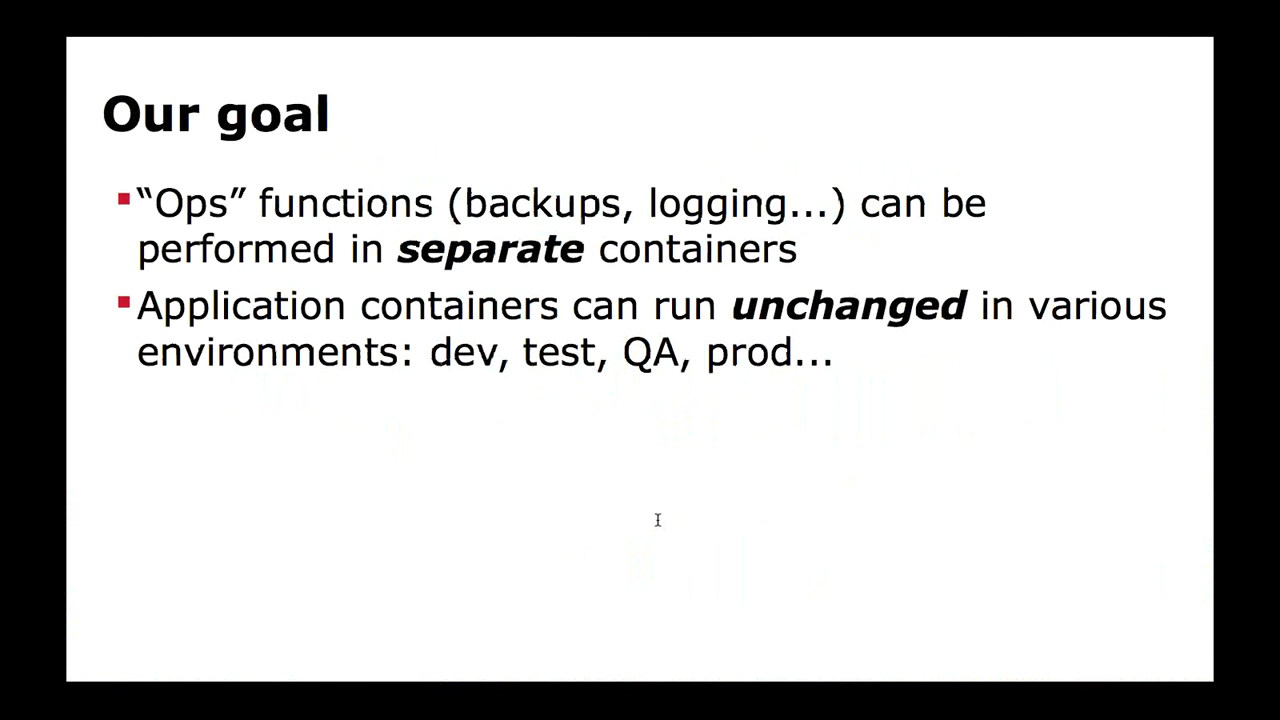 Our goal
▪“Ops” functions (backups, logging...) can be
performed in separate containers
▪Application containers can run unchanged in various
environments: dev, test, QA, prod...